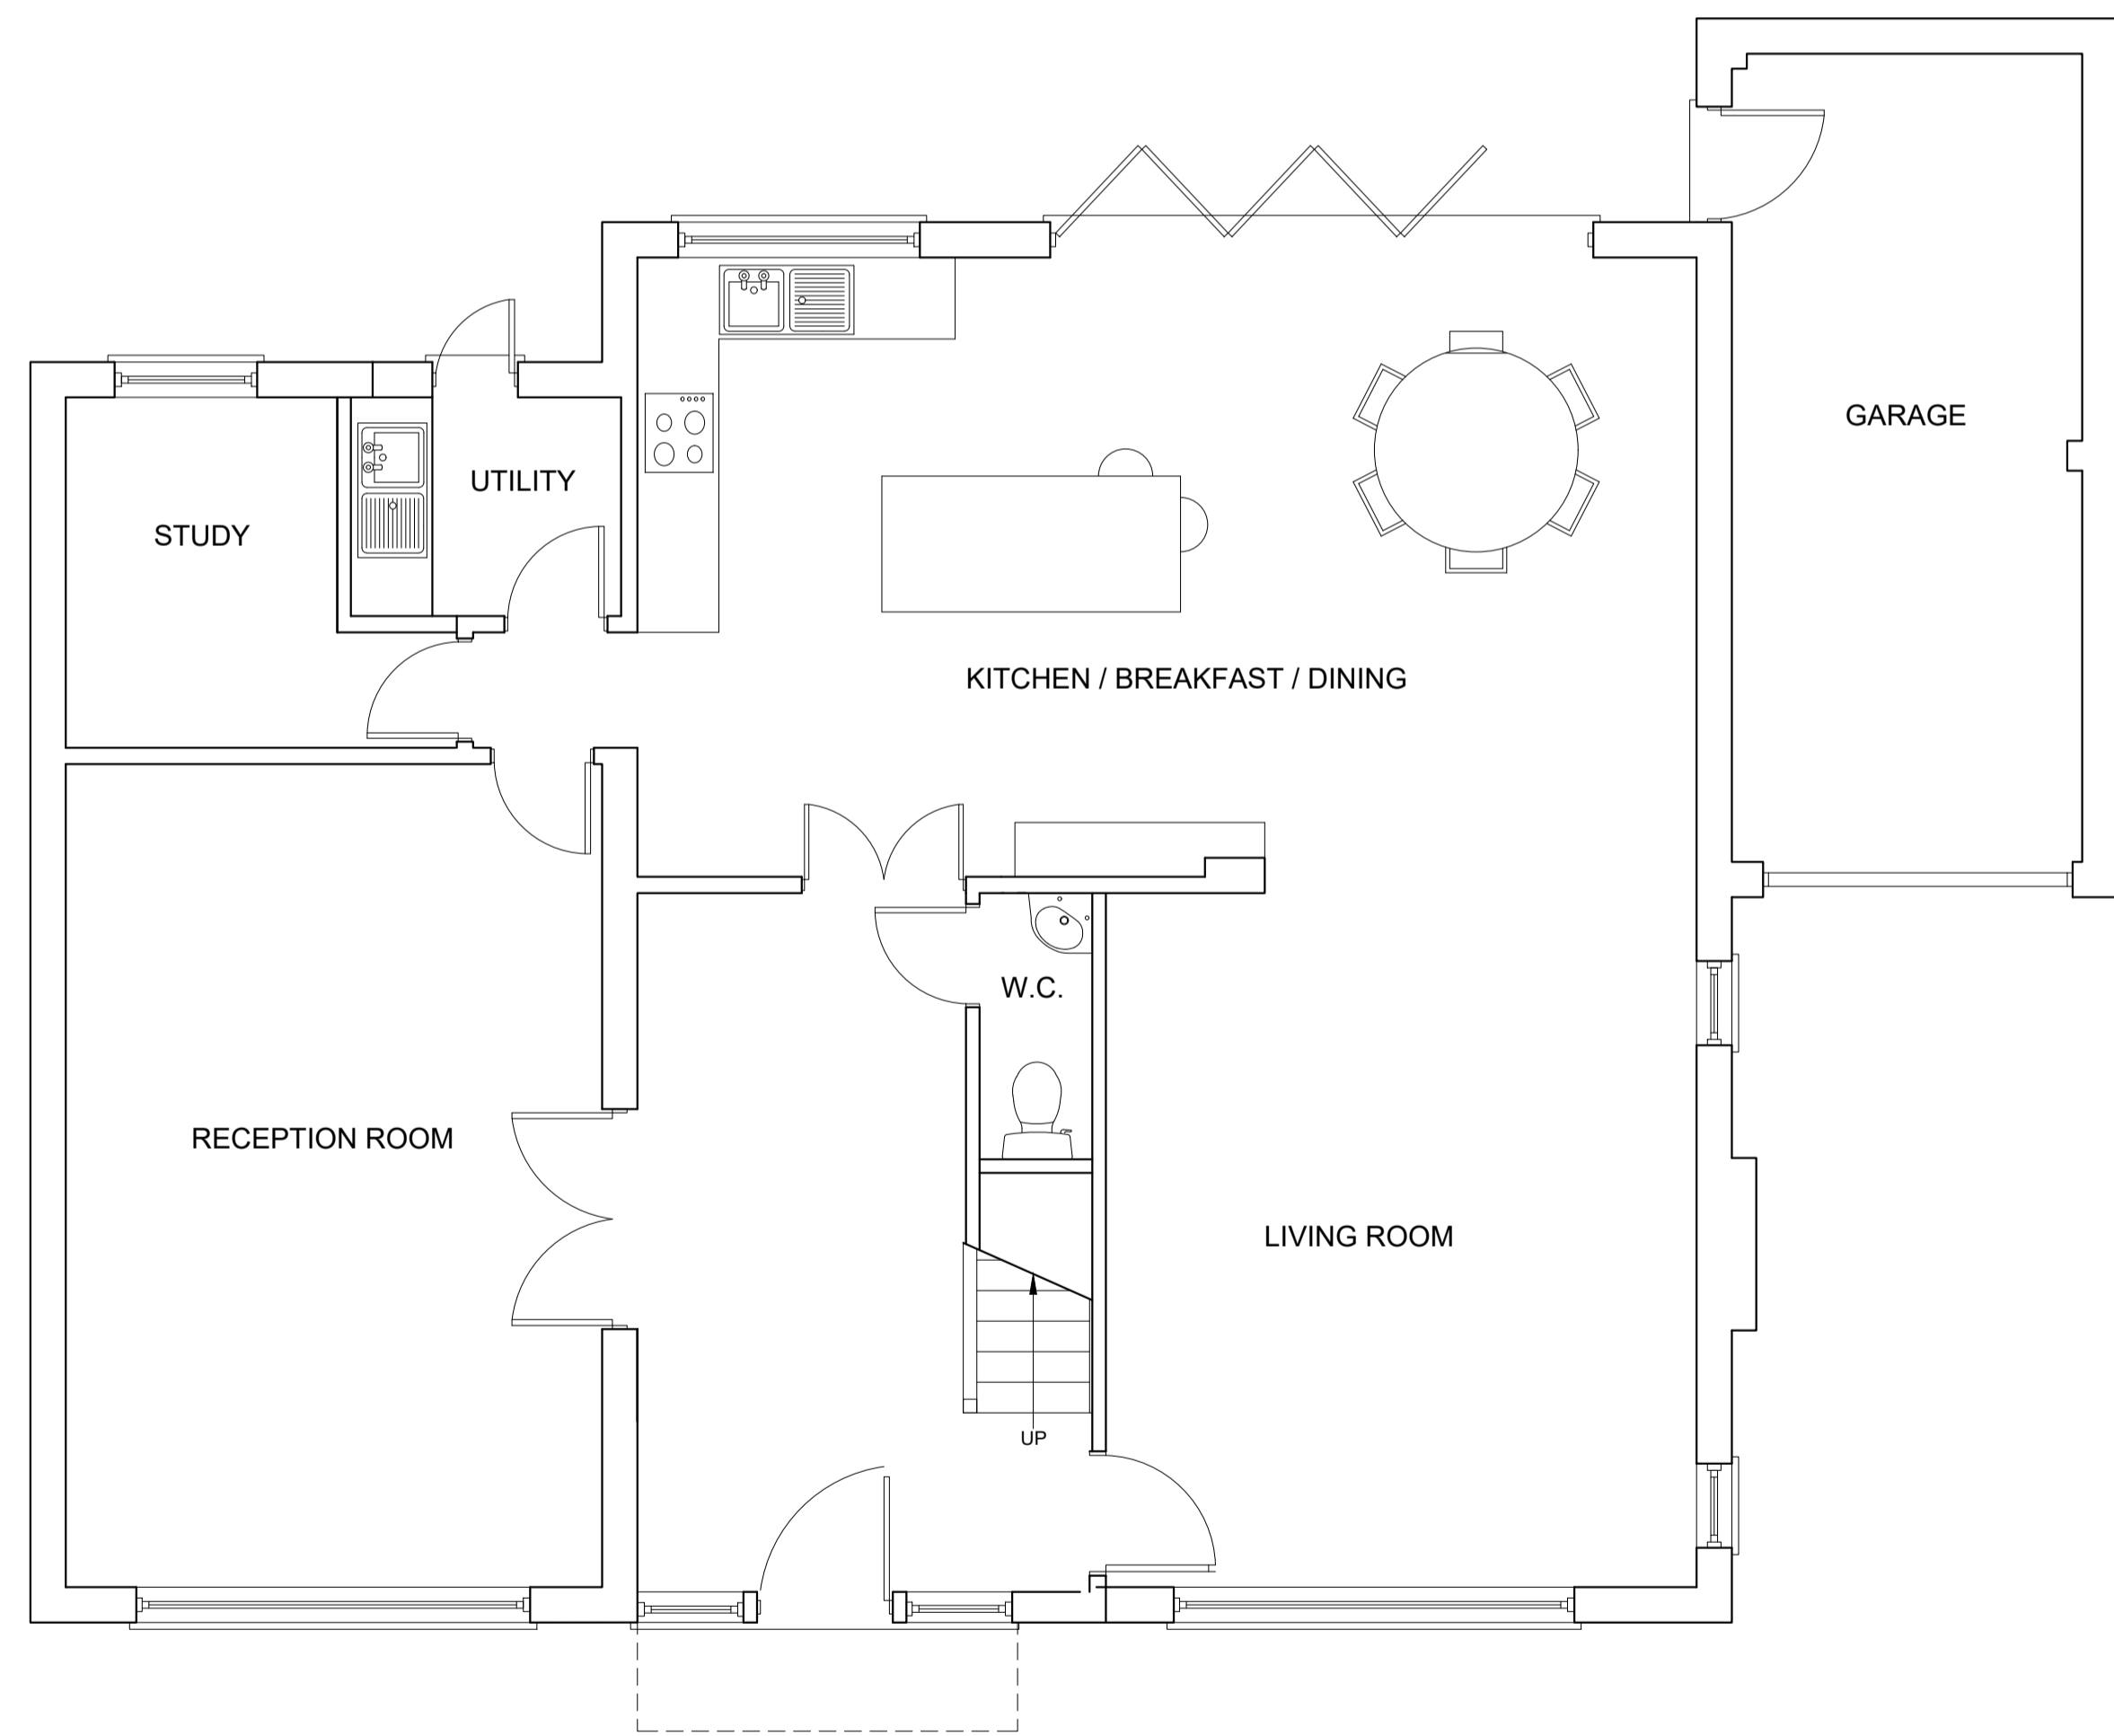 GARAGE
UTILITY
STUDY
KITCHEN / BREAKFAST / DINING
W.C.
RECEPTION ROOM
LIVING ROOM
UP